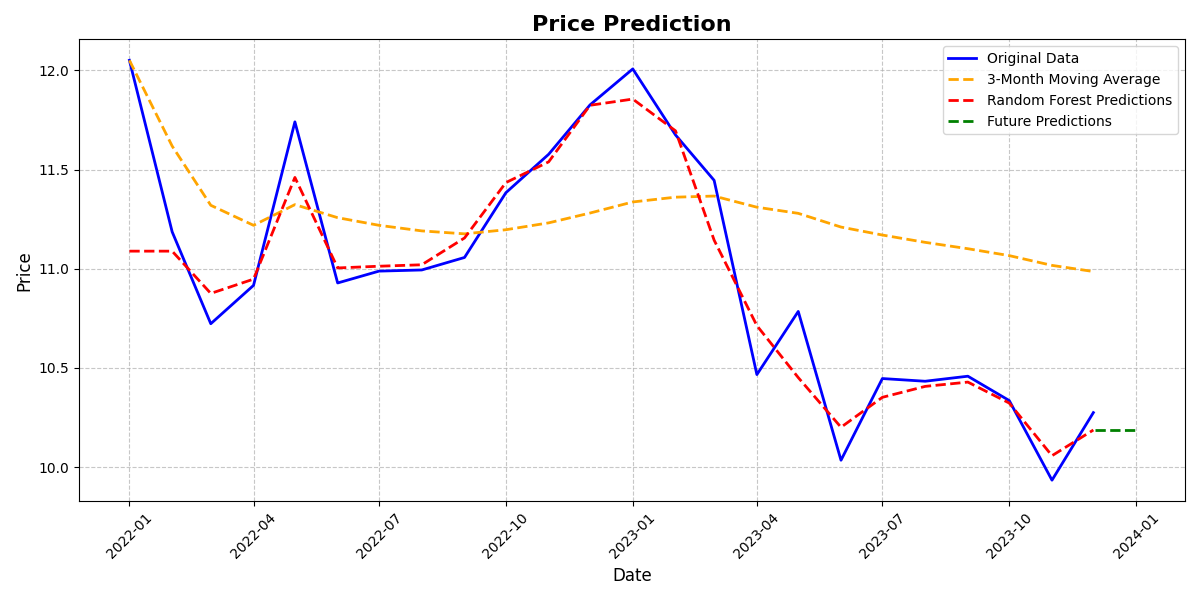 Price Prediction
Original Data
3-Month Moving Average
Random Forest Predictions
Future Predictions
Price
12.0
11.5
11.0
10.5
10.0
2022-01
2022-04
2022-07
2022-10
2023-01
2023-04
2023-07
2023-10
2024-01
Date